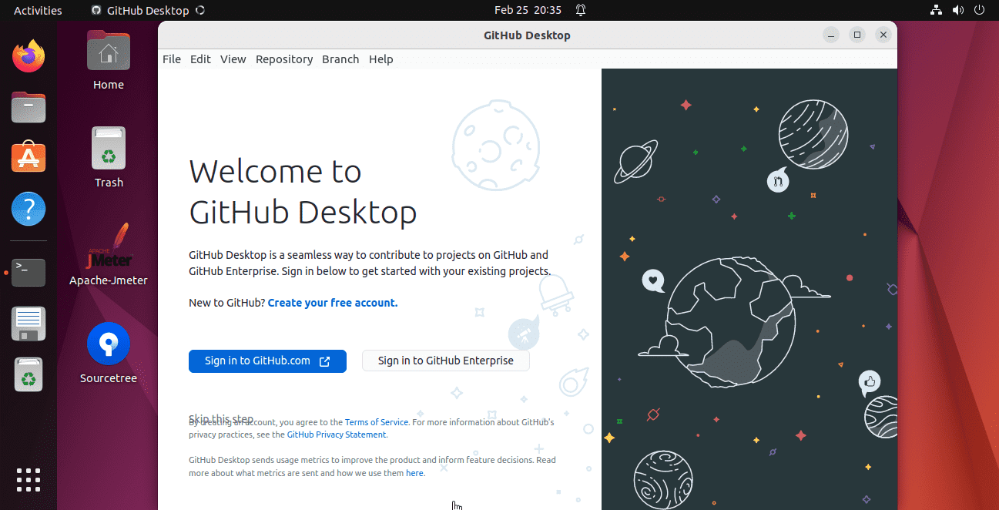 Activities
GitHub Desktop
Feb 25 20:35
GitHub Desktop
File Edit View Repository Branch Help
Home
Trash
APACHE
JMeter
Apache-Jmeter
Sourcetree
?
>_
Welcome to
GitHub Desktop
GitHub Desktop is a seamless way to contribute to projects on GitHub and
GitHub Enterprise. Sign in below to get started with your existing projects.
New to GitHub? Create your free account.
Sign in to GitHub.com
Sign in to GitHub Enterprise
Skip this step
By creating an account, you agree to the Terms of Service. For more information about GitHub's
privacy practices, see the GitHub Privacy Statement.
GitHub Desktop sends usage metrics to improve the product and inform feature decisions. Read
more about what metrics are sent and how we use them here.